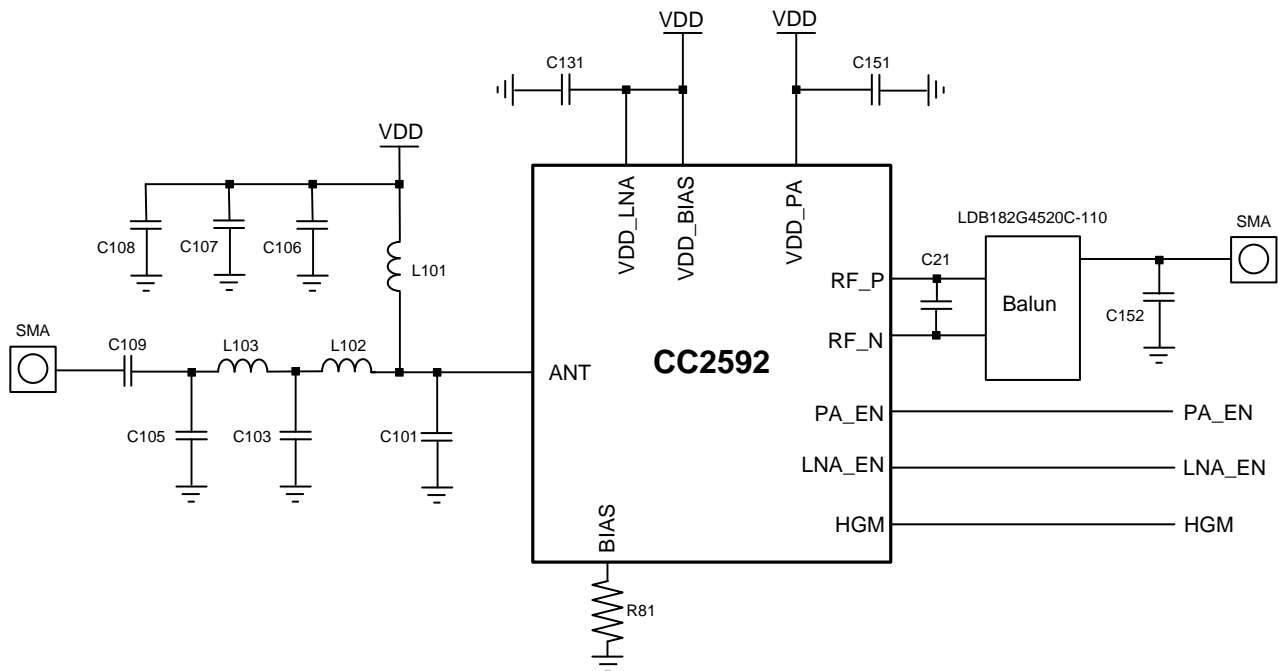 VDD
VDD
C131
C151
VDD
VDD_LNA
VDD_BIAS
VDD_PA
LDB182G4520C-110
SMA
C108
C107
C106
L101
C21
RF_P
Balun
C152
RF_N
SMA
C109
L103
L102
ANT
CC2592
PA_EN
PA_EN
C105
C103
C101
LNA_EN
LNA_EN
BIAS
HGM
HGM
R81